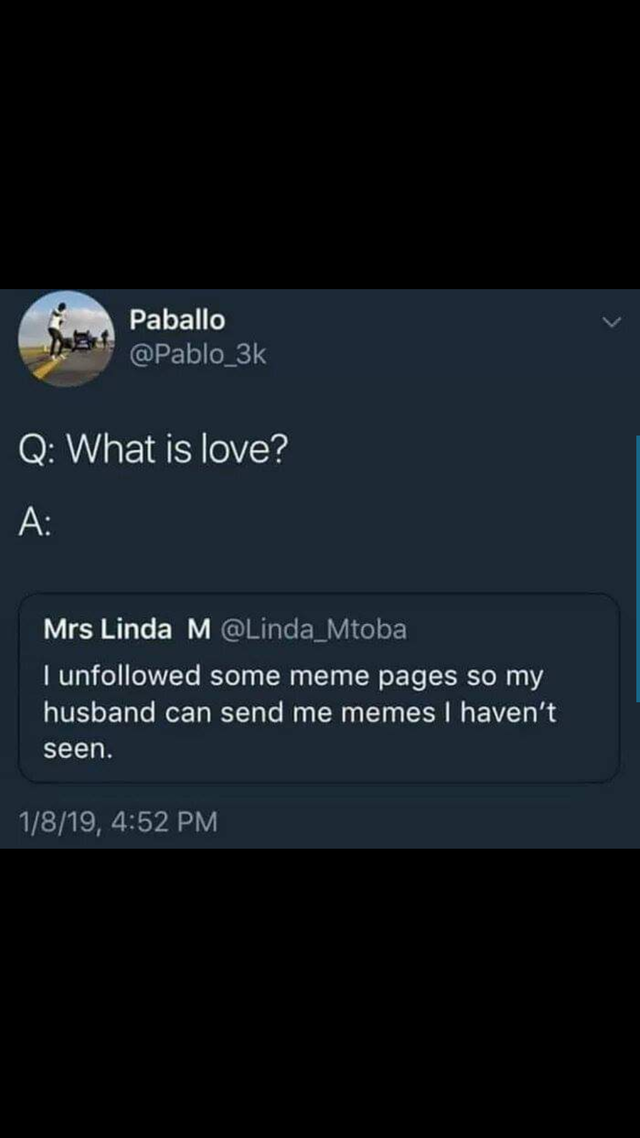 Paballo
@Pablo_3k
Q: What is love?
A:
Mrs Linda M @Linda_Mtoba
I unfollowed some meme pages so my
husband can send me memes I haven't
seen.
1/8/19, 4:52 PM